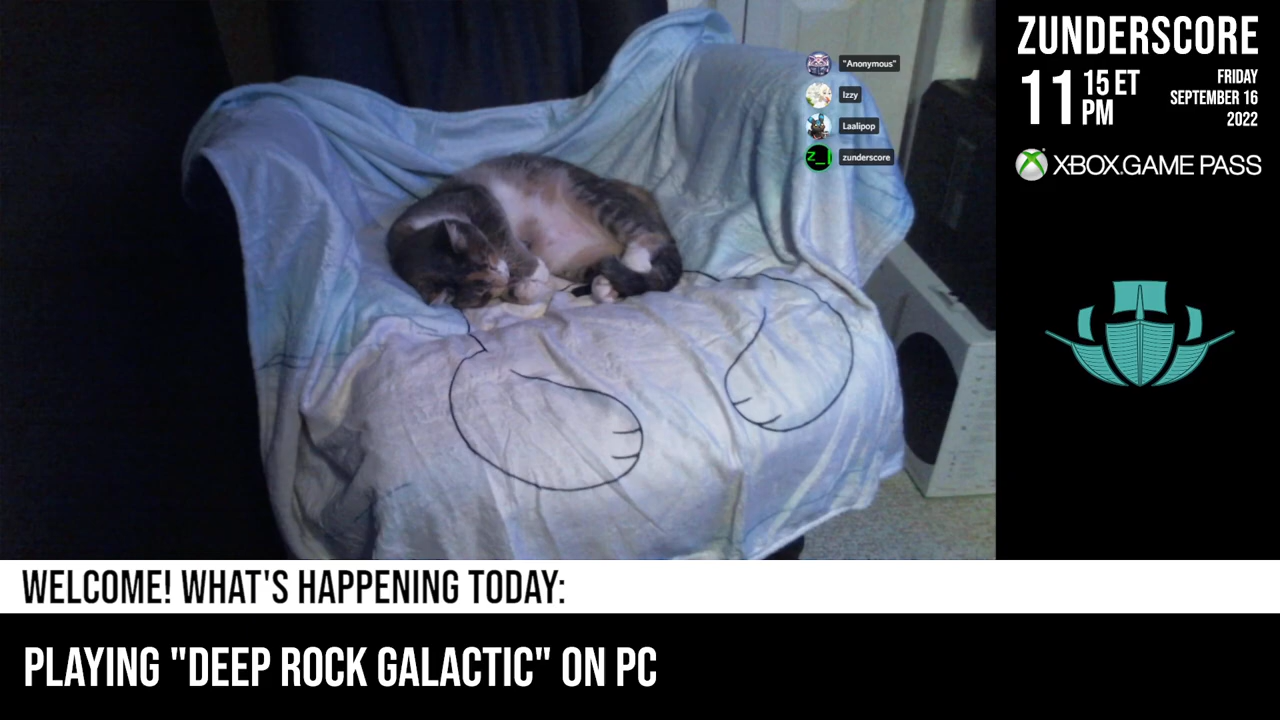 "Anonymous"
Izzy
Laalipop
z_
zunderscore
ZUNDERSCORE
11 15 ET
PM
FRIDAY
SEPTEMBER 16
2022
XBOX GAME PASS
WELCOME! WHAT'S HAPPENING TODAY:
PLAYING "DEEP ROCK GALACTIC" ON PC